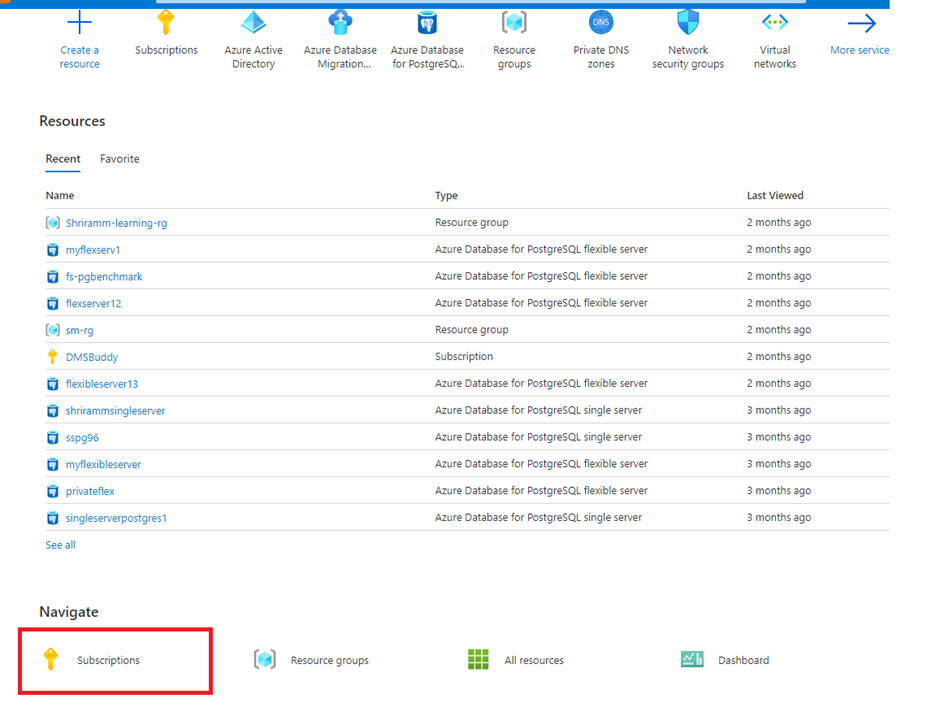 Create a resource
Subscriptions
Azure Active Directory
Azure Database Migration...
Azure Database for PostgreSQ...
Resource groups
DNS
Private DNS zones
Network security groups
Virtual networks
More service
Resources
Recent Favorite
Name Type Last Viewed
Shriramm-learning-rg Resource group 2 months ago
myflexserv1 Azure Database for PostgreSQL flexible server 2 months ago
fs-pgbenchmark Azure Database for PostgreSQL flexible server 2 months ago
flexserver12 Azure Database for PostgreSQL flexible server 2 months ago
sm-rg Resource group 2 months ago
DMSBuddy Subscription 2 months ago
flexibleserver13 Azure Database for PostgreSQL flexible server 2 months ago
shrirammsingleserver Azure Database for PostgreSQL single server 3 months ago
sspg96 Azure Database for PostgreSQL single server 3 months ago
myflexibleserver Azure Database for PostgreSQL flexible server 3 months ago
privateflex Azure Database for PostgreSQL flexible server 3 months ago
singleserverpostgres1 Azure Database for PostgreSQL single server 3 months ago
See all
Navigate
Subscriptions Resource groups All resources Dashboard